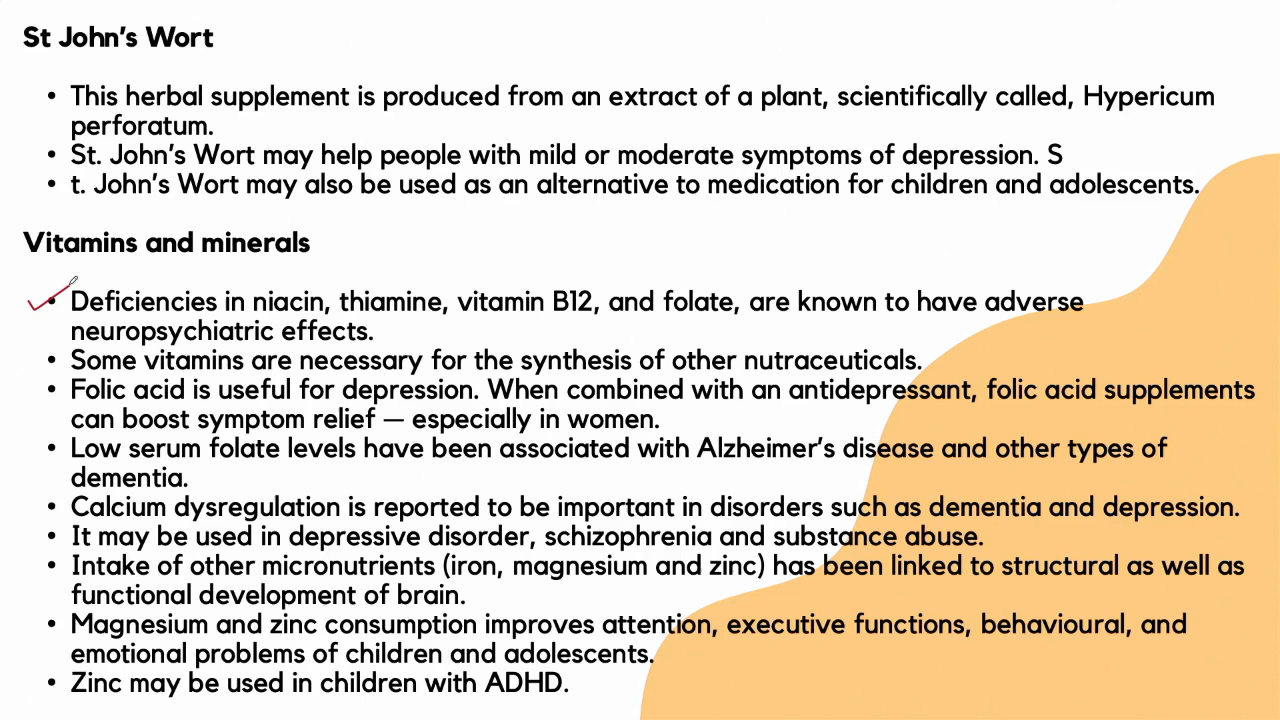 St John’s Wort
• This herbal supplement is produced from an extract of a plant, scientifically called, Hypericum
perforatum.
• St. John’s Wort may help people with mild or moderate symptoms of depression. S
• t. John’s Wort may also be used as an alternative to medication for children and adolescents.
Vitamins and minerals
• Deficiencies in niacin, thiamine, vitamin B12, and folate, are known to have adverse
neuropsychiatric effects.
• Some vitamins are necessary for the synthesis of other nutraceuticals.
• Folic acid is useful for depression. When combined with an antidepressant, folic acid supplements
can boost symptom relief — especially in women.
• Low serum folate levels have been associated with Alzheimer’s disease and other types of
dementia.
• Calcium dysregulation is reported to be important in disorders such as dementia and depression.
• It may be used in depressive disorder, schizophrenia and substance abuse.
• Intake of other micronutrients (iron, magnesium and zinc) has been linked to structural as well as
functional development of brain.
• Magnesium and zinc consumption improves attention, executive functions, behavioural, and
emotional problems of children and adolescents.
• Zinc may be used in children with ADHD.